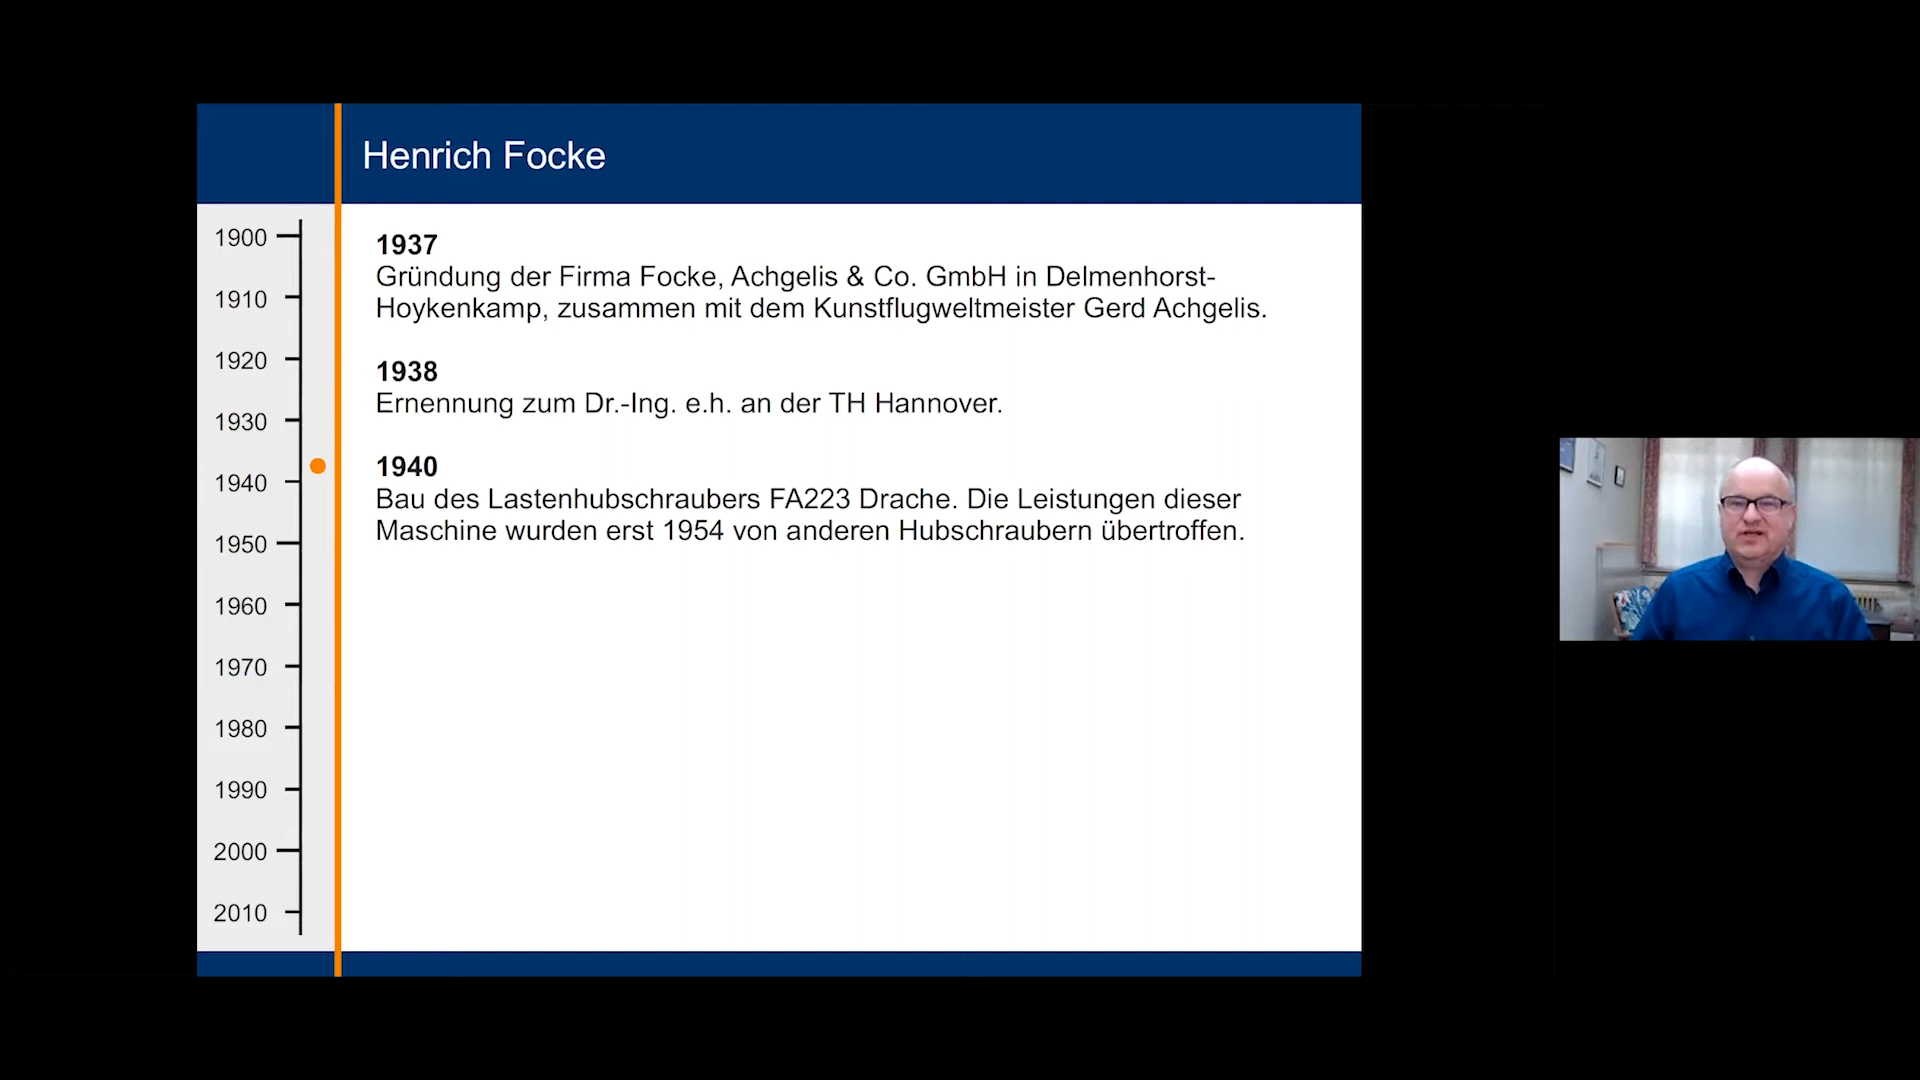 Henrich Focke
1900
1910
1920
1930
1940
1950
1960
1970
1980
1990
2000
2010
1937
Gründung der Firma Focke, Achgelis & Co. GmbH in Delmenhorst-
Hoykenkamp, zusammen mit dem Kunstflugweltmeister Gerd Achgelis.
1938
Ernennung zum Dr.-Ing. e.h. an der TH Hannover.
1940
Bau des Lastenhubschraubers FA223 Drache. Die Leistungen dieser
Maschine wurden erst 1954 von anderen Hubschraubern übertroffen.